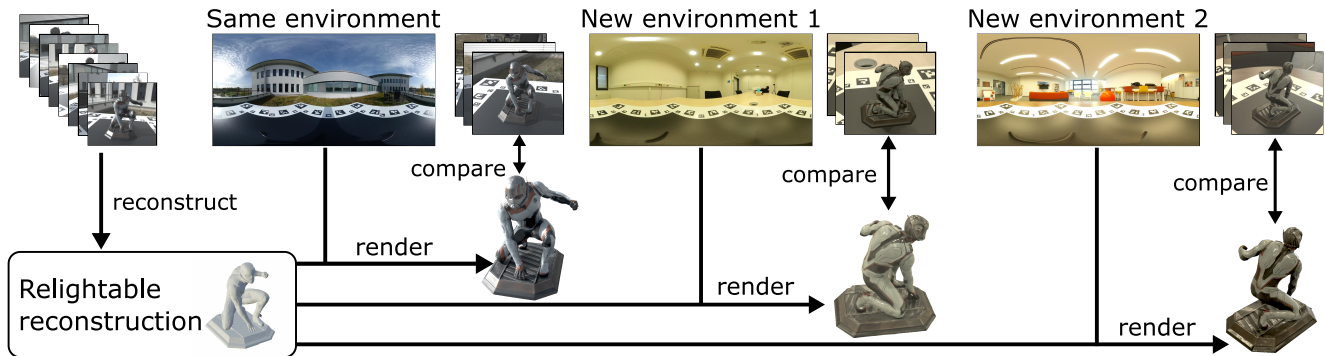 Same environment
New environment 1
New environment 2
compare
compare
compare
reconstruct
render
render
render
Relightable
reconstruction